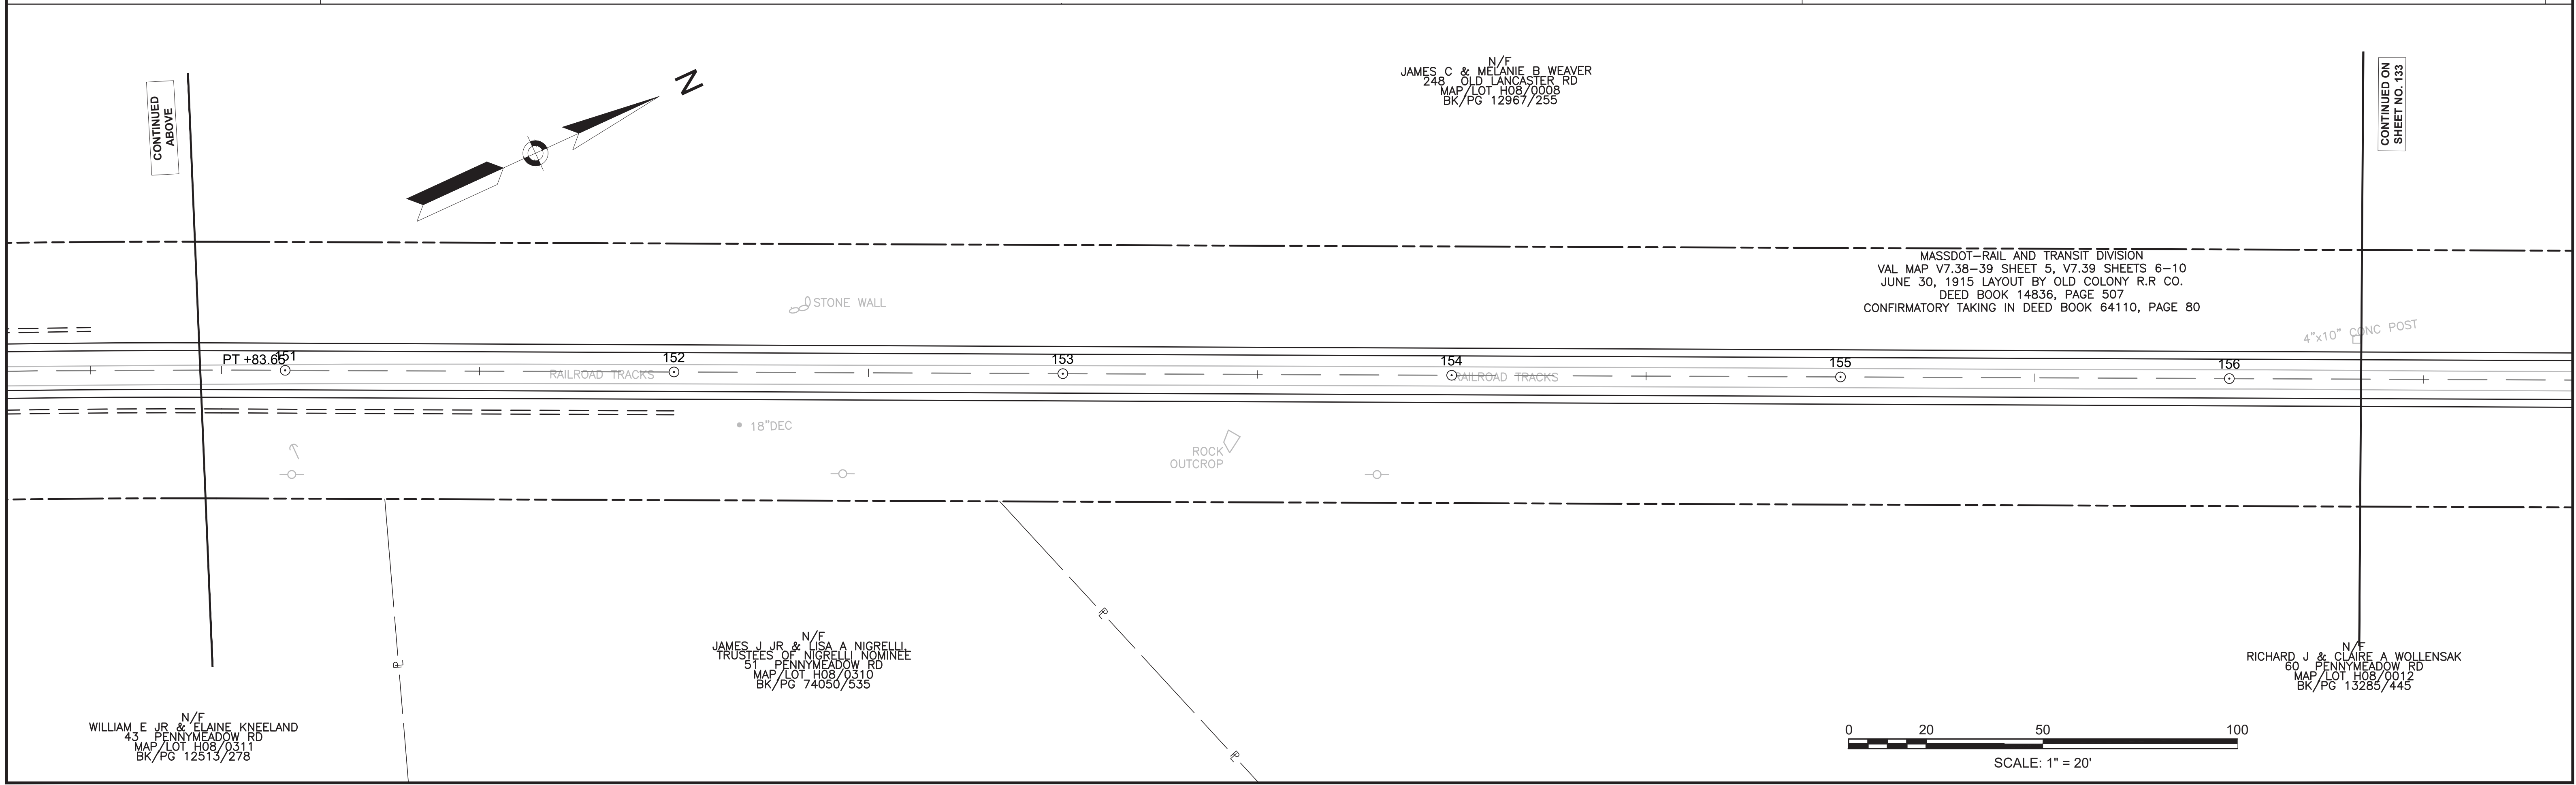 N/F
JAMES C & MELANIE B WEAVER
248 OLD LANCASTER RD
MAP/LOT H08/0008
BK/PG 12967/255
CONTINUED
ABOVE
N
CONTINUED ON
SHEET NO. 133
MASSDOT-RAIL AND TRANSIT DIVISION
VAL MAP V7.38-39 SHEET 5, V7.39 SHEETS 6-10
JUNE 30, 1915 LAYOUT BY OLD COLONY R.R CO.
DEED BOOK 14836, PAGE 507
CONFIRMATORY TAKING IN DEED BOOK 64110, PAGE 80
STONE WALL
4"x10" CONC POST
PT +83.65
151
152
153
154
155
156
RAILROAD TRACKS
RAILROAD TRACKS
18"DEC
ROCK
OUTCROP
PL
PL
PL
N/F
JAMES J JR & LISA A NIGRELLI,
TRUSTEES OF NIGRELLI NOMINEE
51 PENNYMEADOW RD
MAP/LOT H08/0310
BK/PG 74050/535
N/F
RICHARD J & CLAIRE A WOLLENSAK
60 PENNYMEADOW RD
MAP/LOT H08/0012
BK/PG 13285/445
N/F
WILLIAM E JR & ELAINE KNEELAND
43 PENNYMEADOW RD
MAP/LOT H08/0311
BK/PG 12513/278
0 20 50 100
SCALE: 1" = 20'